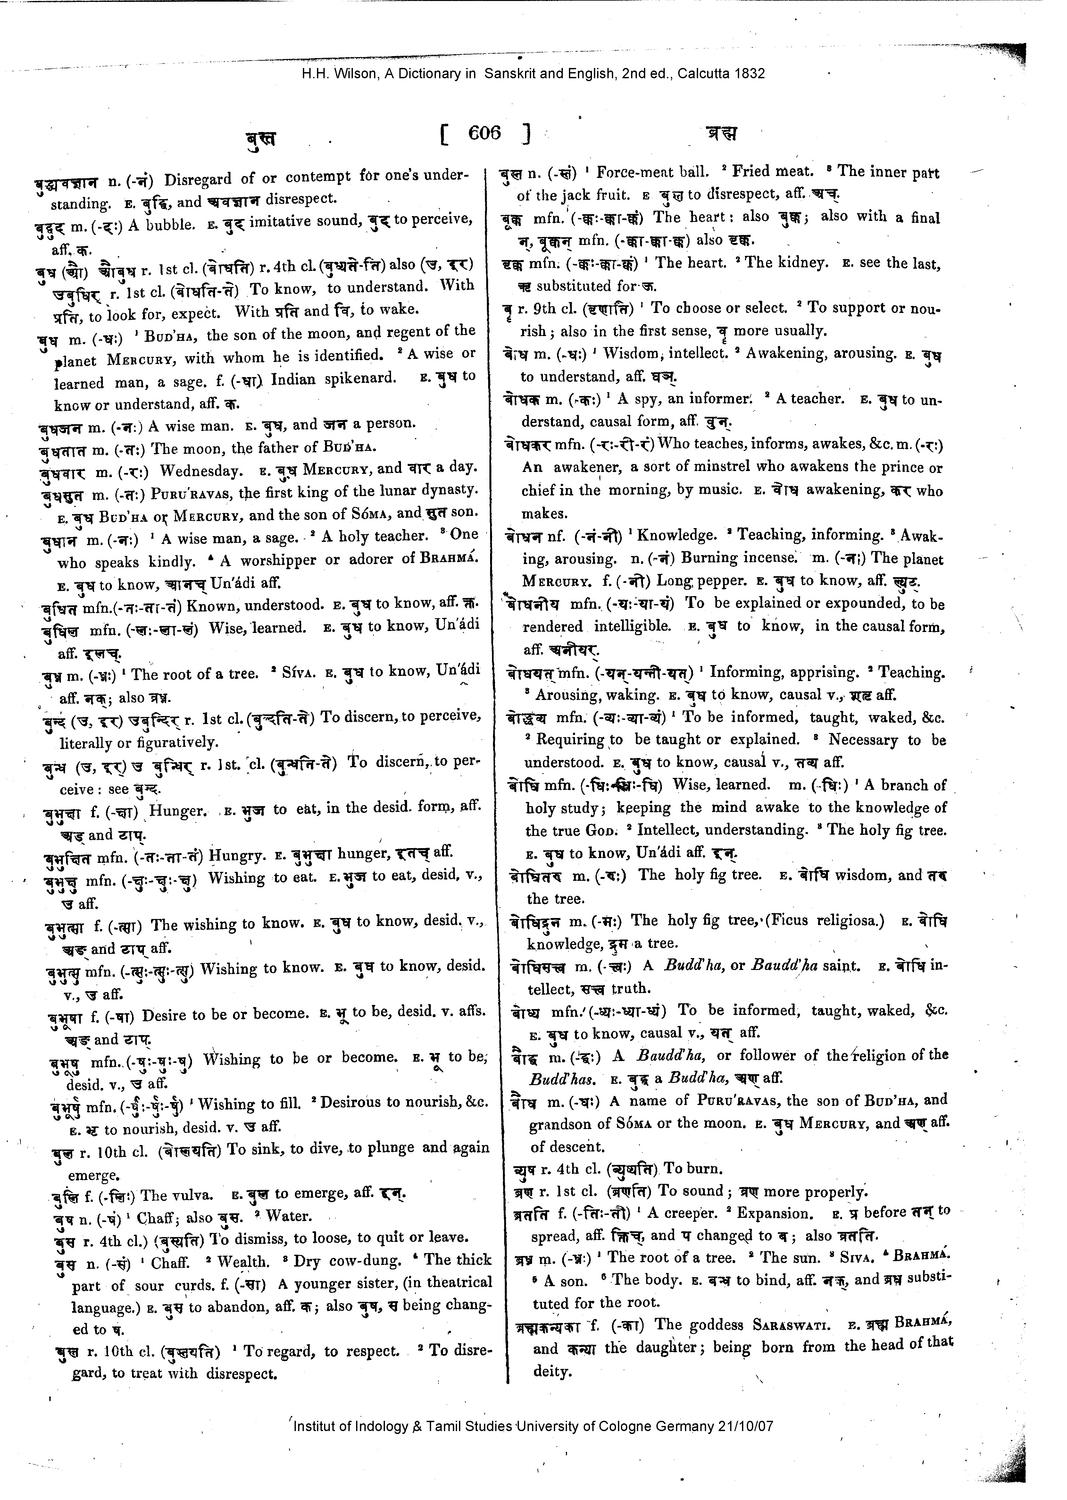 H.H. Wilson, A Dictionary in Sanskrit and English, 2nd ed., Calcutta 1832
बुस्त
[ 606 ]
ब्रह्म
बुद्धवज्ञान n. (-नं) Disregard of or contempt for one's under-
standing. E. बुद्धि, and अवज्ञान disrespect.
बुद्बुद m. (-दः) A bubble. E. बुद् imitative sound, बुद् to perceive,
aff. क.
बुध (औ) औबुध r. 1st cl. (बोधति) r. 4th cl. (बुध्यते-ति) also (उ, इर्)
उबुधिर् r. 1st cl. (बोधति-ते) To know, to understand. With
प्रति, to look for, expect. With प्रति and वि, to wake.
बुध m. (-धः) ¹ BUD'HA, the son of the moon, and regent of the
planet MERCURY, with whom he is identified. ² A wise or
learned man, a sage. f. (-धा) Indian spikenard. E. बुध to
know or understand, aff. क.
बुधजन m. (-नः) A wise man. E. बुध, and जन a person.
बुधतात m. (-तः) The moon, the father of BUD'HA.
बुधवार m. (-रः) Wednesday. E. बुध MERCURY, and वार a day.
बुधसुत m. (-तः) PURU'RAVAS, the first king of the lunar dynasty.
E. बुध BUD'HA or MERCURY, and the son of SÓMA, and सुत son.
बुधान m. (-नः) ¹ A wise man, a sage. ² A holy teacher. ³ One
who speaks kindly. ⁴ A worshipper or adorer of BRAHMÁ.
E. बुध to know, आनच् Un'ádi aff.
बुधित mfn. (-तः-ता-तं) Known, understood. E. बुध to know, aff. क्त.
बुधिल mfn. (-लः-ला-लं) Wise, learned. E. बुध to know, Un'ádi
aff. इलच्.
बुध्न m. (-ध्नः) ¹ The root of a tree. ² SÍVA. E. बुध to know, Un'ádi
aff. नक्; also ब्रध्न.
बुन्द (उ, इर्) उबुन्दिर् r. 1st cl. (बुन्दति-ते) To discern, to perceive,
literally or figuratively.
बुन्ध (उ, इर्) उ बुन्धिर् r. 1st. cl. (बुन्धति-ते) To discern, to per-
ceive: see बुन्द.
बुभुक्षा f. (-क्षा) Hunger. E. भुज to eat, in the desid. form, aff.
अङ् and टाप्.
बुभुक्षित mfn. (-तः-ता-तं) Hungry. E. बुभुक्षा hunger, इतच् aff.
बुभुक्षु mfn. (-क्षुः-क्षुः-क्षु) Wishing to eat. E. भुज to eat, desid, v.,
उ aff.
बुभुत्सा f. (-त्सा) The wishing to know. E. बुध to know, desid. v.,
अङ् and टाप् aff.
बुभुत्सु mfn. (-त्सुः-त्सुः-त्सु) Wishing to know. E. बुध to know, desid.
v., उ aff.
बुभूषा f. (-षा) Desire to be or become. E. भू to be, desid. v. affs.
अङ् and टाप्.
बुभूषु mfn. (-षुः-षुः-षु) Wishing to be or become. E. भू to be,
desid. v., उ aff.
बुभूर्षु mfn. (-र्षुः-र्षुः-र्षु) ¹ Wishing to fill. ² Desirous to nourish, &c.
E. भृ to nourish, desid. v. उ aff.
बुल r. 10th cl. (बोलयति) To sink, to dive, to plunge and again
emerge.
बुलि f. (-लिः) The vulva. E. बुल to emerge, aff. इन्.
बुष n. (-षं) ¹ Chaff; also बुस. ² Water.
बुस r. 4th cl.) (बुस्यति) To dismiss, to loose, to quit or leave.
बुस n. (-सं) ¹ Chaff. ² Wealth. ³ Dry cow-dung. ⁴ The thick
part of sour curds. f. (-सा) A younger sister, (in theatrical
language.) E. बुस to abandon, aff. क; also बुष, स being chang-
ed to ष.
बुस्त r. 10th cl. (बुस्तयति) ¹ To regard, to respect. ² To disre-
gard, to treat with disrespect.
बुस्त n. (-स्तं) ¹ Force-ment ball. ² Fried meat. ³ The inner part
of the jack fruit. E बुस्त to disrespect, aff. अच्.
बूक्क mfn. (-क्कः-क्का-क्कं) The heart: also बुक्क; also with a final
न्, बूक्कन् mfn. (-क्का-क्का-क्क) also वृक्क.
वृक्क mfn. (-क्कः-क्का-क्कं) ¹ The heart. ² The kidney. E. see the last,
ऋ substituted for ऊ.
बॄ r. 9th cl. (बृणाति) ¹ To choose or select. ² To support or nou-
rish; also in the first sense, वृ more usually.
बोध m. (-धः) ¹ Wisdom, intellect. ² Awakening, arousing. E. बुध
to understand, aff. घञ्.
बोधक m. (-कः) ¹ A spy, an informer. ² A teacher. E. बुध to un-
derstand, causal form, aff. वुन्.
बोधकर mfn. (-रः-री-रं) Who teaches, informs, awakes, &c. m. (-रः)
An awakener, a sort of minstrel who awakens the prince or
chief in the morning, by music. E. बोध awakening, कर who
makes.
बोधन nf. (-नं-नी) ¹ Knowledge. ² Teaching, informing. ³ Awak-
ing, arousing. n. (-नं) Burning incense. m. (-नः) The planet
MERCURY. f. (-नी) Long pepper. E. बुध to know, aff. ल्युट्.
बोधनीय mfn. (-यः-या-यं) To be explained or expounded, to be
rendered intelligible. E. बुध to know, in the causal form,
aff. अनीयर्.
बोधयत् mfn. (-यन्-यन्ती-यत्) ¹ Informing, apprising. ² Teaching.
³ Arousing, waking. E. बुध to know, causal v., शतृ aff.
बोद्धव्य mfn. (-व्यः-व्या-व्यं) ¹ To be informed, taught, waked, &c.
² Requiring to be taught or explained. ³ Necessary to be
understood. E. बुध to know, causal v., तव्य aff.
बोधि mfn. (-धिः-धिः-धि) Wise, learned. m. (-धिः) ¹ A branch of
holy study; keeping the mind awake to the knowledge of
the true GOD. ² Intellect, understanding. ³ The holy fig tree.
E. बुध to know, Un'ádi aff. इन्.
बोधितरु m. (-रुः) The holy fig tree. E. बोधि wisdom, and तरु
the tree.
बोधिद्रुम m. (-मः) The holy fig tree, (Ficus religiosa.) E. बोधि
knowledge, द्रुम a tree.
बोधिसत्त्व m. (-त्त्वः) A Budd'ha, or Baudd'ha saint. E. बोधि in-
tellect, सत्त्व truth.
बोध्य mfn. (-ध्यः-ध्या-ध्यं) To be informed, taught, waked, &c.
E. बुध to know, causal v., यत् aff.
बौद्ध m. (-द्धः) A Baudd'ha, or follower of the religion of the
Budd'has. E. बुद्ध a Budd'ha, अण् aff.
बौध m. (-धः) A name of PURU'RAVAS, the son of BUD'HA, and
grandson of SÓMA or the moon. E. बुध MERCURY, and अण् aff.
of descent.
ब्युष r. 4th cl. (ब्युष्यति) To burn.
ब्रण r. 1st cl. (ब्रणति) To sound; व्रण more properly.
ब्रतति f. (-तिः-ती) ¹ A creeper. ² Expansion. E. प्र before तन् to
spread, aff. क्तिच्, and प changed to ब; also व्रतति.
ब्रध्न m. (-ध्नः) ¹ The root of a tree. ² The sun. ³ SIVA. ⁴ BRAHMÁ.
⁵ A son. ⁶ The body. E. बन्ध to bind, aff. नक्, and ब्रध substi-
tuted for the root.
ब्रह्मकन्यका f. (-का) The goddess SARASWATI. E. ब्रह्म BRAHMÁ,
and कन्या the daughter; being born from the head of that
deity.
Institut of Indology & Tamil Studies University of Cologne Germany 21/10/07